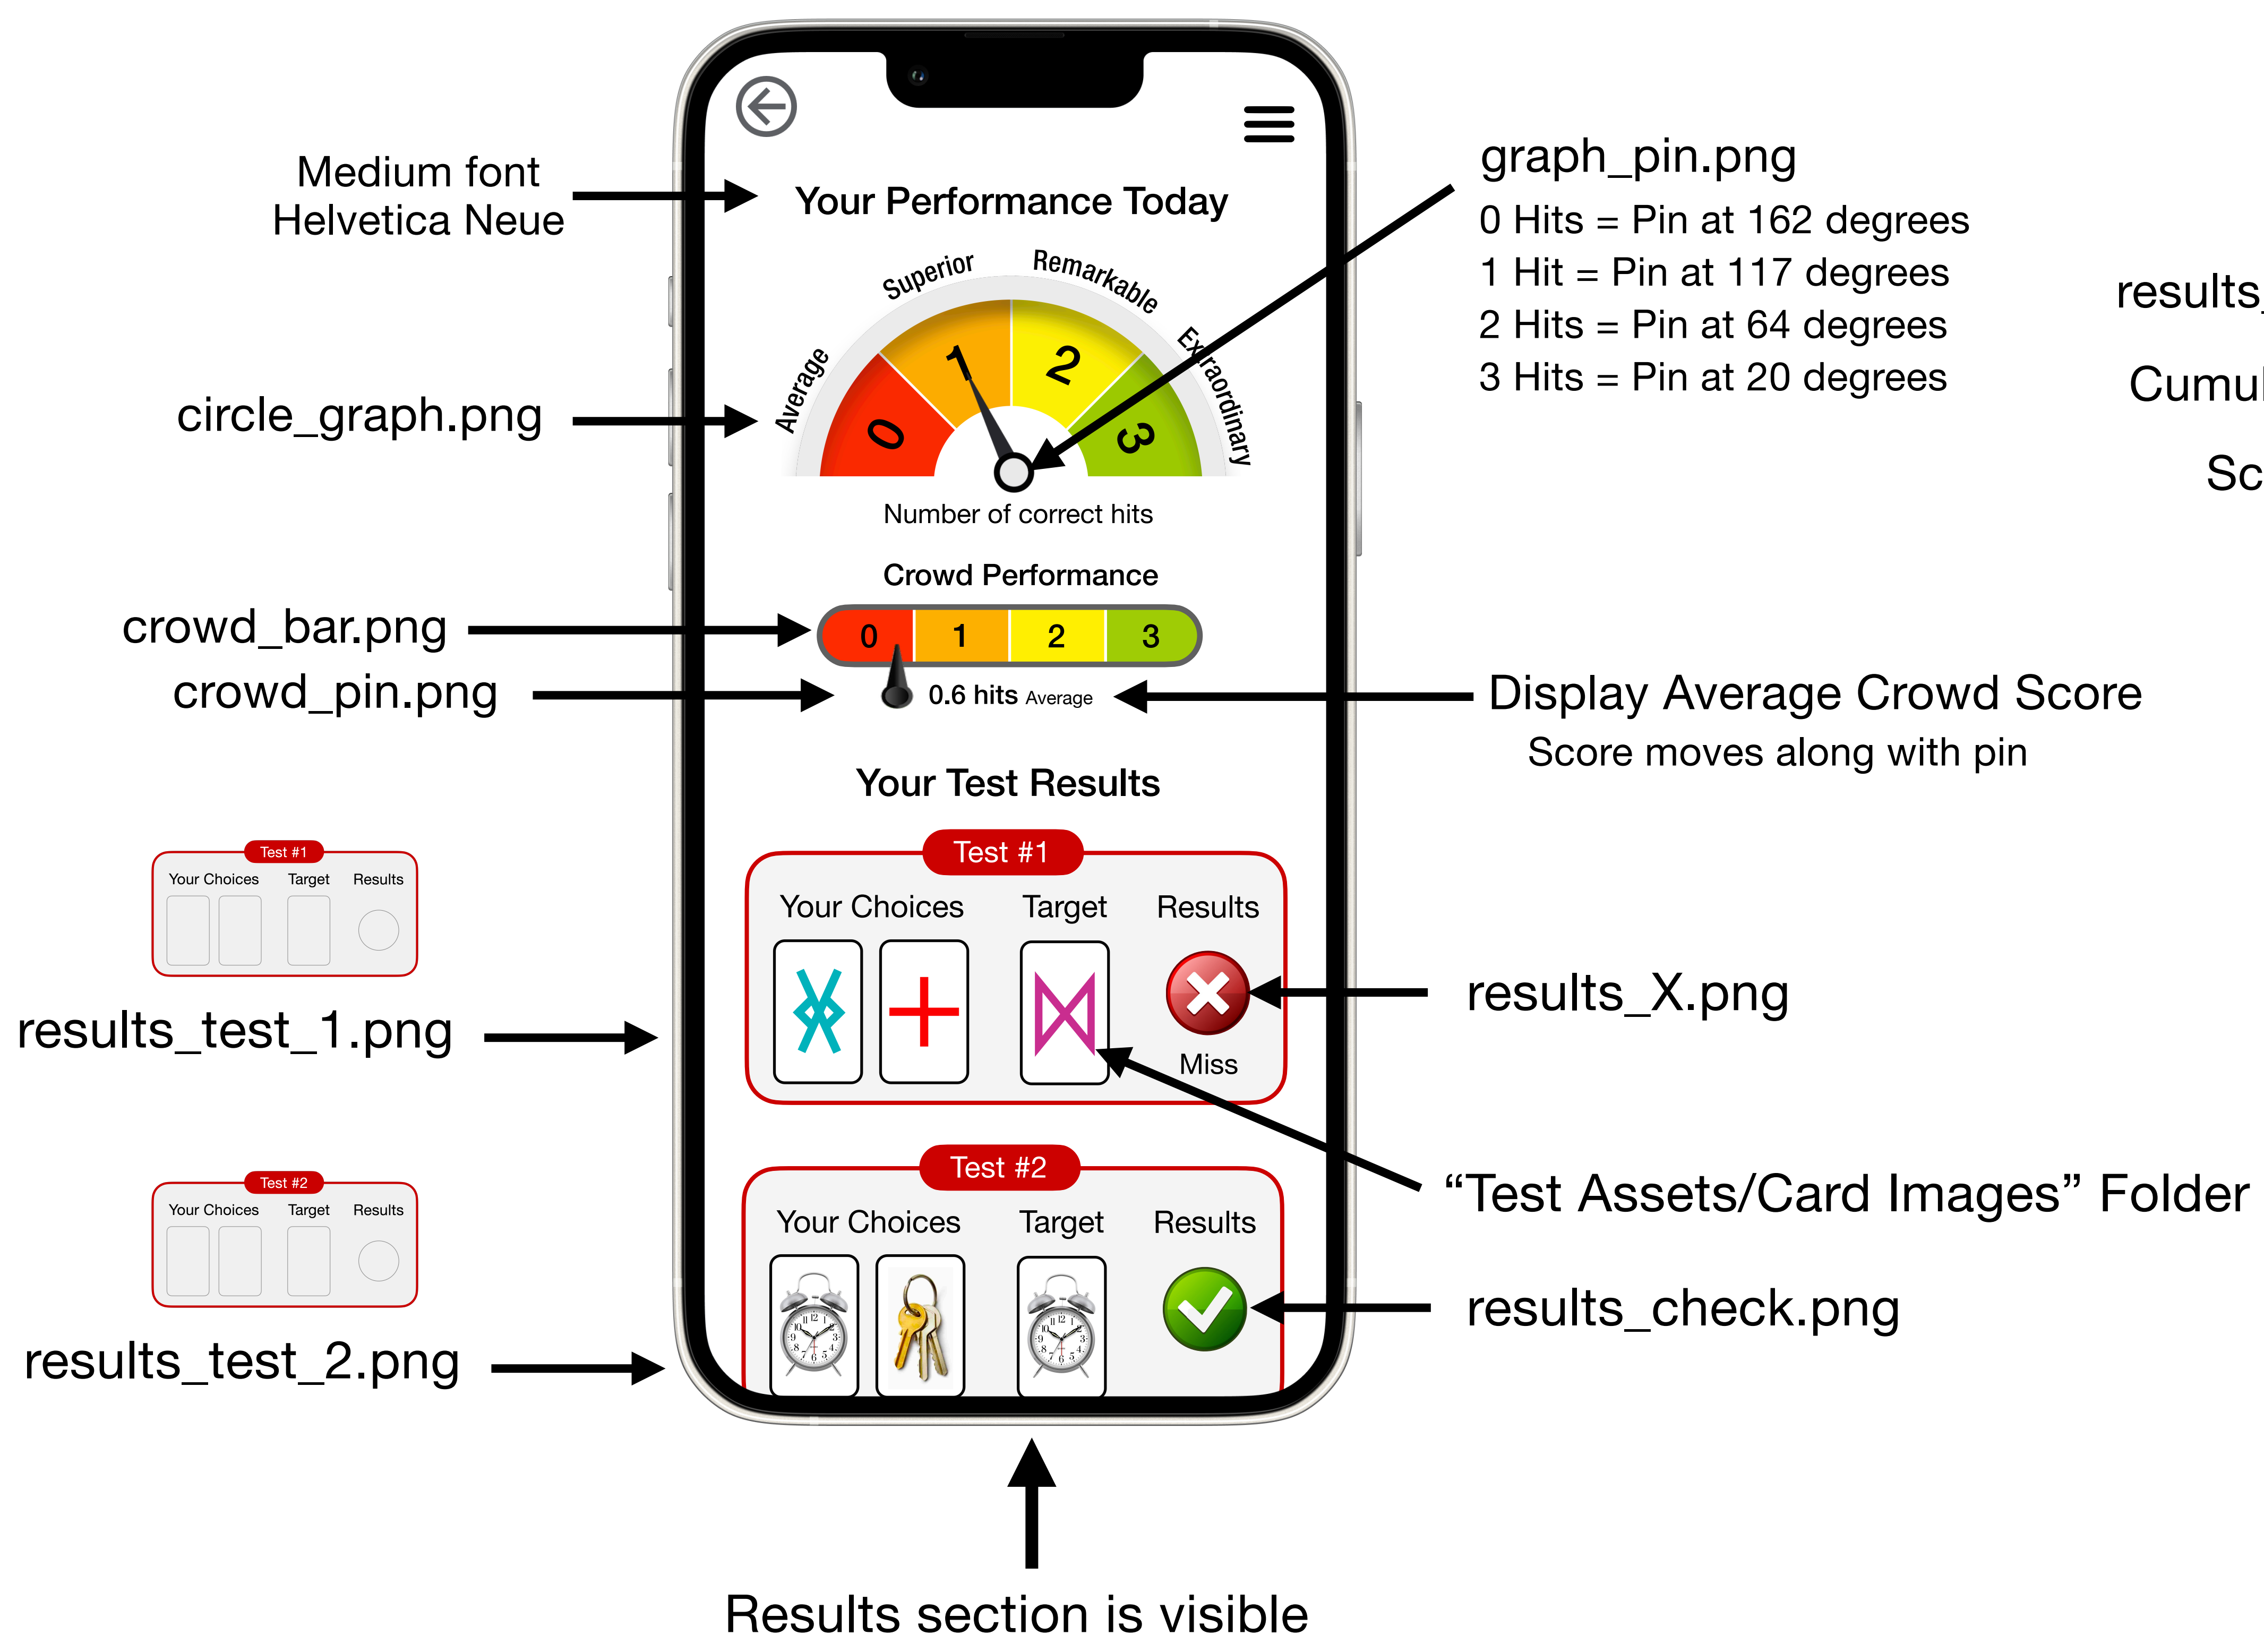 Medium font
Helvetica Neue
circle_graph.png
crowd_bar.png
crowd_pin.png
Test #1
Your Choices Target Results
results_test_1.png
Test #2
Your Choices Target Results
results_test_2.png
Your Performance Today
Average
Superior
Remarkable
Extraordinary
0
1
2
3
Number of correct hits
Crowd Performance
0 1 2 3
0.6 hits Average
Your Test Results
Test #1
Your Choices Target Results
Miss
Test #2
Your Choices Target Results
Results section is visible
graph_pin.png
0 Hits = Pin at 162 degrees
1 Hit = Pin at 117 degrees
2 Hits = Pin at 64 degrees
3 Hits = Pin at 20 degrees
Display Average Crowd Score
Score moves along with pin
results_X.png
“Test Assets/Card Images” Folder
results_check.png
results_
Cumul
Sc